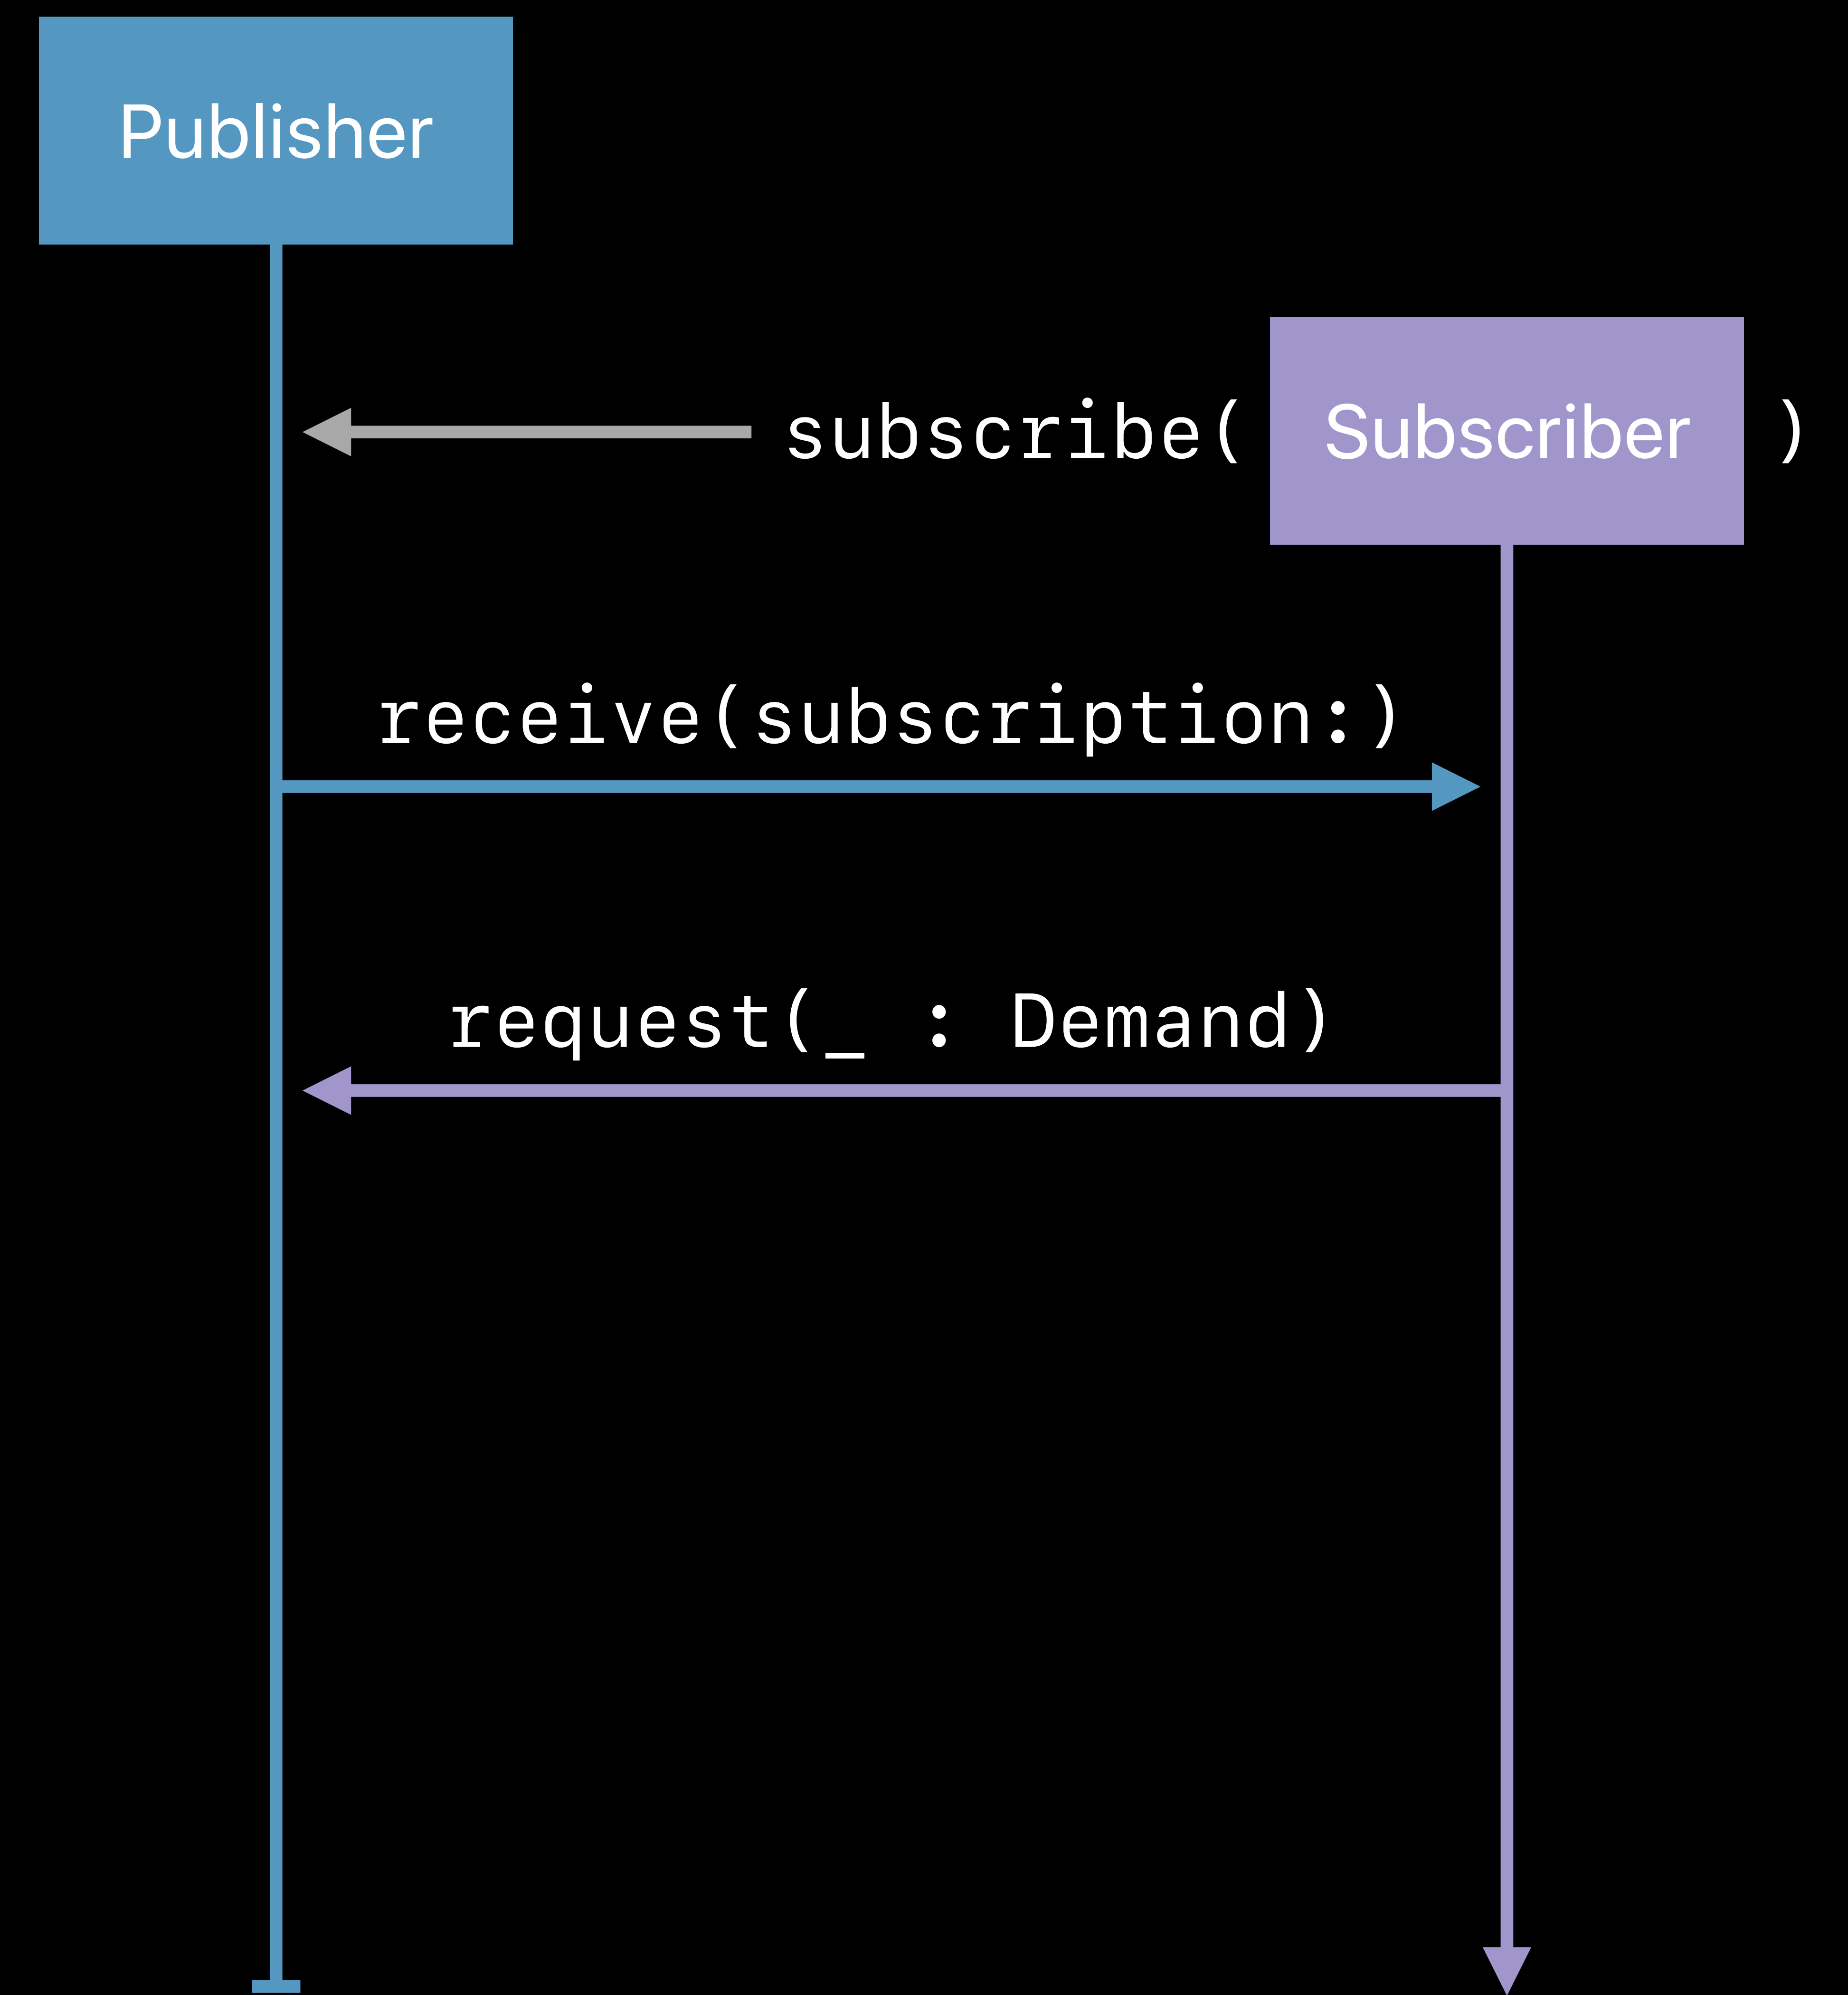 Publisher
subscribe( Subscriber )
receive(subscription:)
request(_ : Demand)